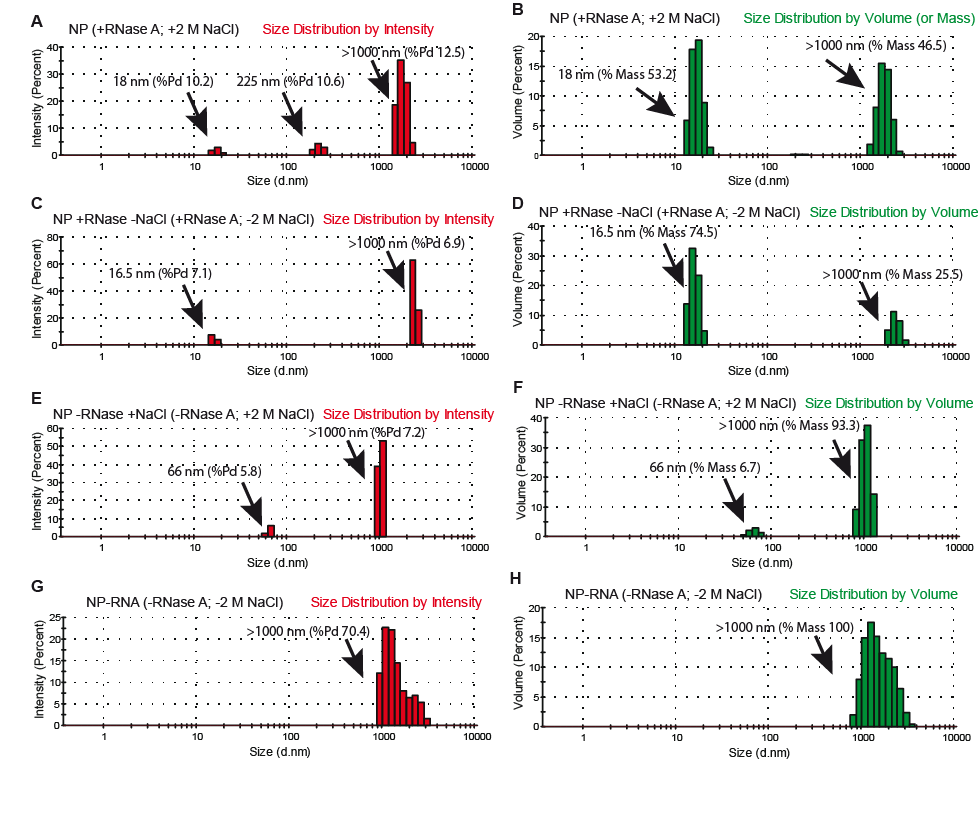 A
NP (+RNase A; +2 M NaCl) Size Distribution by Intensity
Intensity (Percent)
40
30
20
10
0
18 nm (%Pd 10.2)
225 nm (%Pd 10.6)
>1000 nm (%Pd 12.5)
1 10 100 1000 10000
Size (d.nm)
B
NP (+RNase A; +2 M NaCl) Size Distribution by Volume (or Mass)
Volume (Percent)
20
15
10
5
0
18 nm (% Mass 53.2)
>1000 nm (% Mass 46.5)
1 10 100 1000 10000
Size (d.nm)
C
NP +RNase -NaCl (+RNase A; -2 M NaCl) Size Distribution by Intensity
Intensity (Percent)
80
60
40
20
0
16.5 nm (%Pd 7.1)
>1000 nm (%Pd 6.9)
1 10 100 1000 10000
Size (d.nm)
D
NP +RNase -NaCl (+RNase A; -2 M NaCl) Size Distribution by Volume
Volume (Percent)
40
30
20
10
0
16.5 nm (% Mass 74.5)
>1000 nm (% Mass 25.5)
1 10 100 1000 10000
Size (d.nm)
E
NP -RNase +NaCl (-RNase A; +2 M NaCl) Size Distribution by Intensity
Intensity (Percent)
60
50
40
30
20
10
0
66 nm (%Pd 5.8)
>1000 nm (%Pd 7.2)
1 10 100 1000 10000
Size (d.nm)
F
NP -RNase +NaCl (-RNase A; +2 M NaCl) Size Distribution by Volume
Volume (Percent)
40
30
20
10
0
66 nm (% Mass 6.7)
>1000 nm (% Mass 93.3)
1 10 100 1000 10000
Size (d.nm)
G
NP-RNA (-RNase A; -2 M NaCl) Size Distribution by Intensity
Intensity (Percent)
25
20
15
10
5
0
>1000 nm (%Pd 70.4)
1 10 100 1000 10000
Size (d.nm)
H
NP-RNA (-RNase A; -2 M NaCl) Size Distribution by Volume
Volume (Percent)
20
15
10
5
0
>1000 nm (% Mass 100)
1 10 100 1000 10000
Size (d.nm)